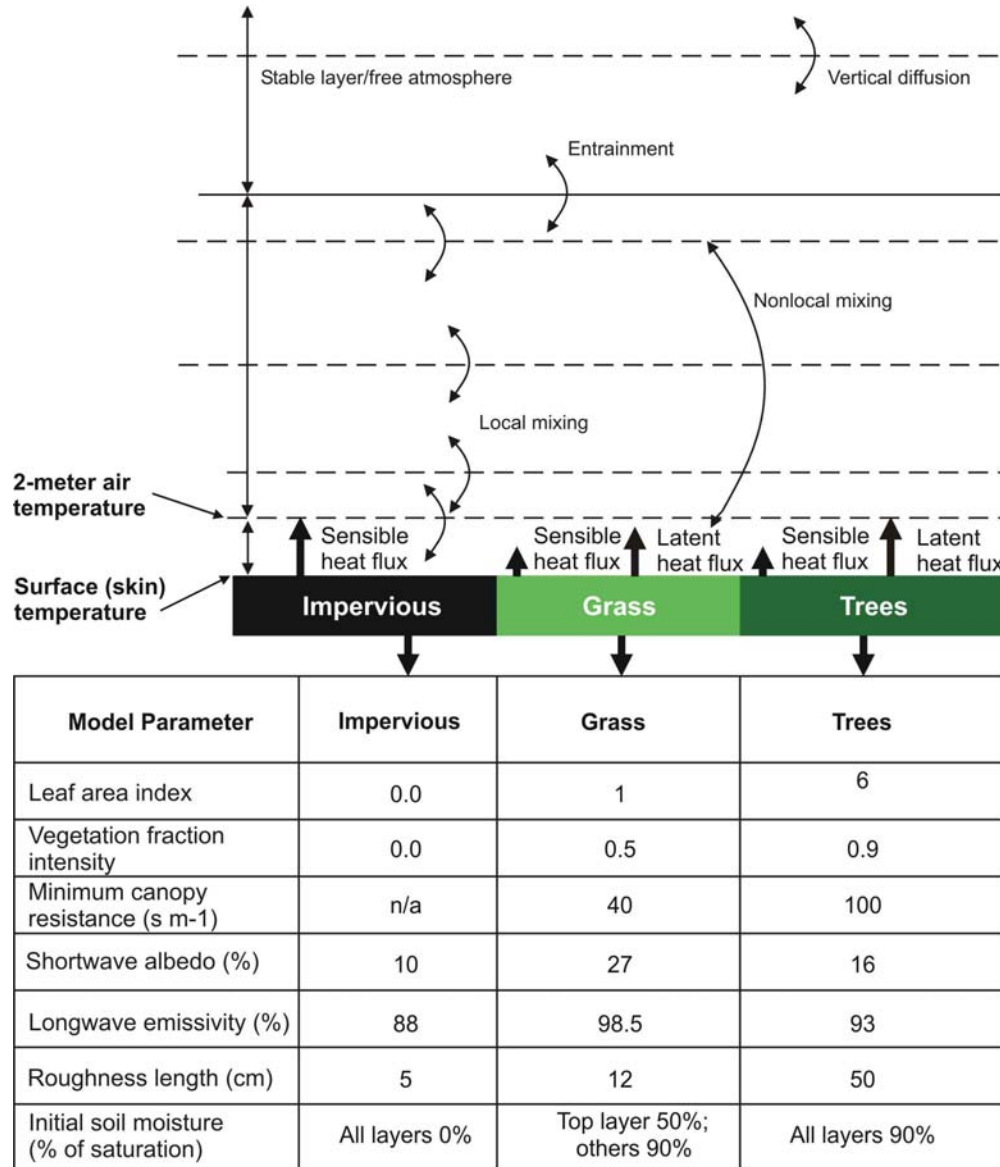 Stable layer/free atmosphere
Vertical diffusion
Entrainment
Nonlocal mixing
Local mixing
2-meter air
temperature
Sensible
heat flux
Sensible
heat flux
Latent
heat flux
Sensible
heat flux
Latent
heat flux
Surface (skin)
temperature
Impervious
Grass
Trees
Model Parameter
Impervious
Grass
Trees
Leaf area index
0.0
1
6
Vegetation fraction
intensity
0.0
0.5
0.9
Minimum canopy
resistance (s m-1)
n/a
40
100
Shortwave albedo (%)
10
27
16
Longwave emissivity (%)
88
98.5
93
Roughness length (cm)
5
12
50
Initial soil moisture
(% of saturation)
All layers 0%
Top layer 50%;
others 90%
All layers 90%